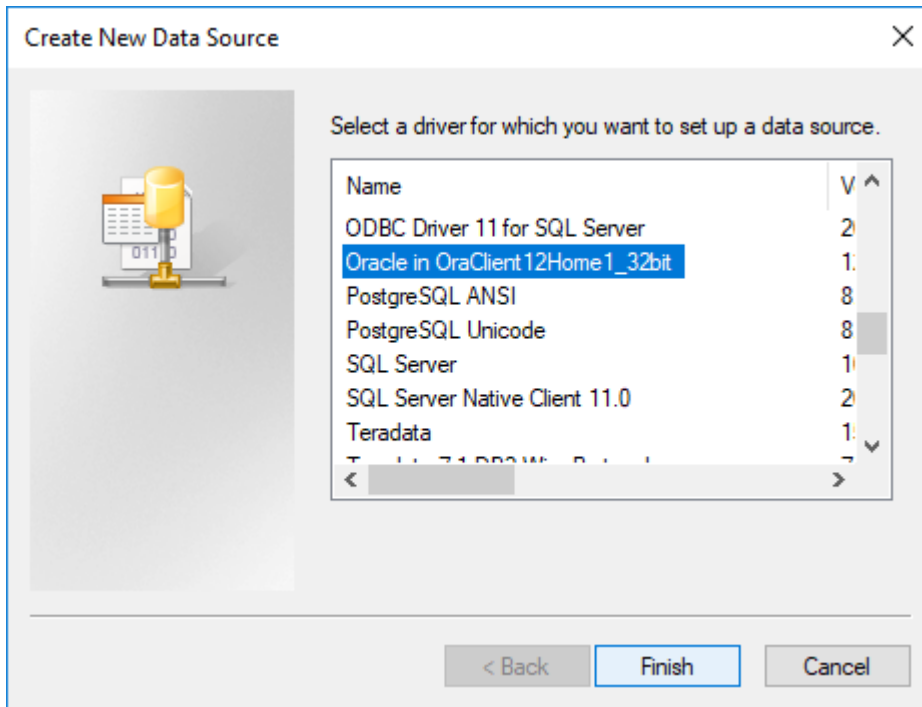 Create New Data Source
Select a driver for which you want to set up a data source.
Name
ODBC Driver 11 for SQL Server
Oracle in OraClient12Home1_32bit
PostgreSQL ANSI
PostgreSQL Unicode
SQL Server
SQL Server Native Client 11.0
Teradata
< Back Finish Cancel